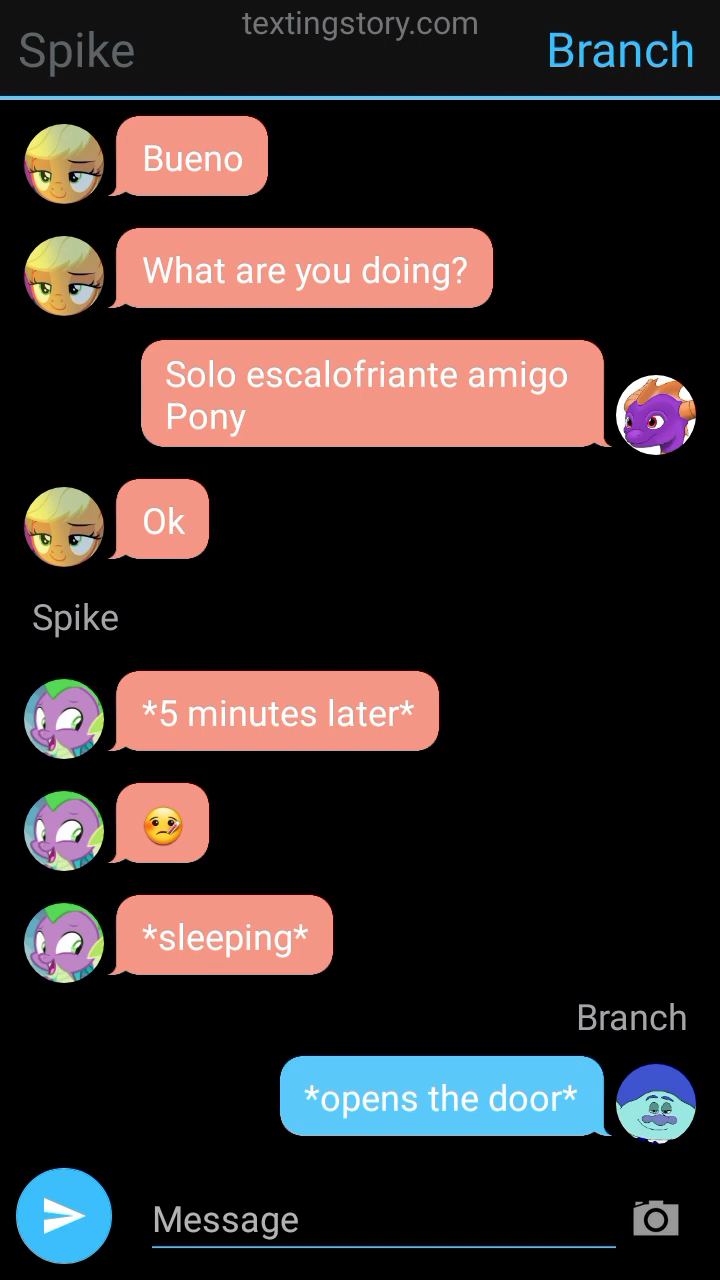 textingstory.com
Spike
Branch
Bueno
What are you doing?
Solo escalofriante amigo
Pony
Ok
Spike
*5 minutes later*
🤒
*sleeping*
Branch
*opens the door*
Message